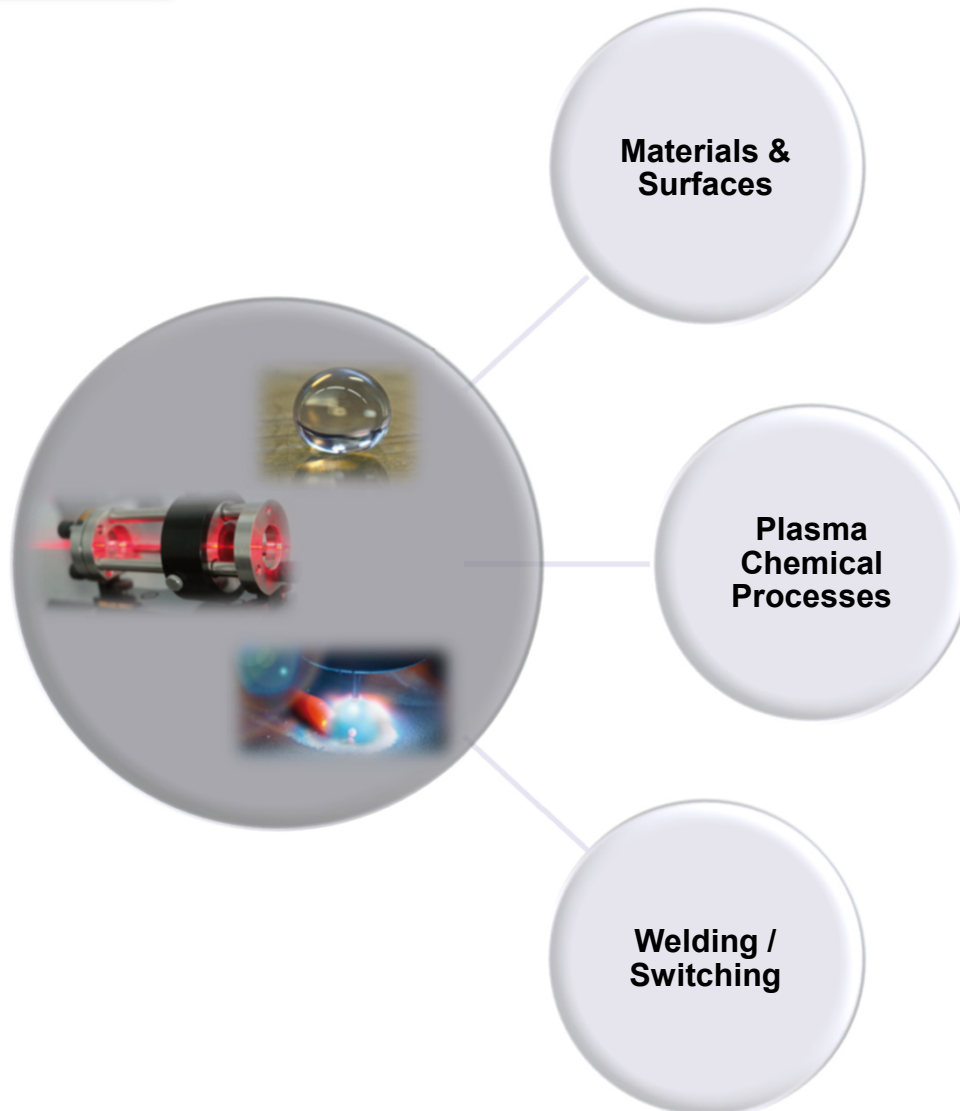 Materials &
Surfaces
Plasma
Chemical
Processes
Welding /
Switching